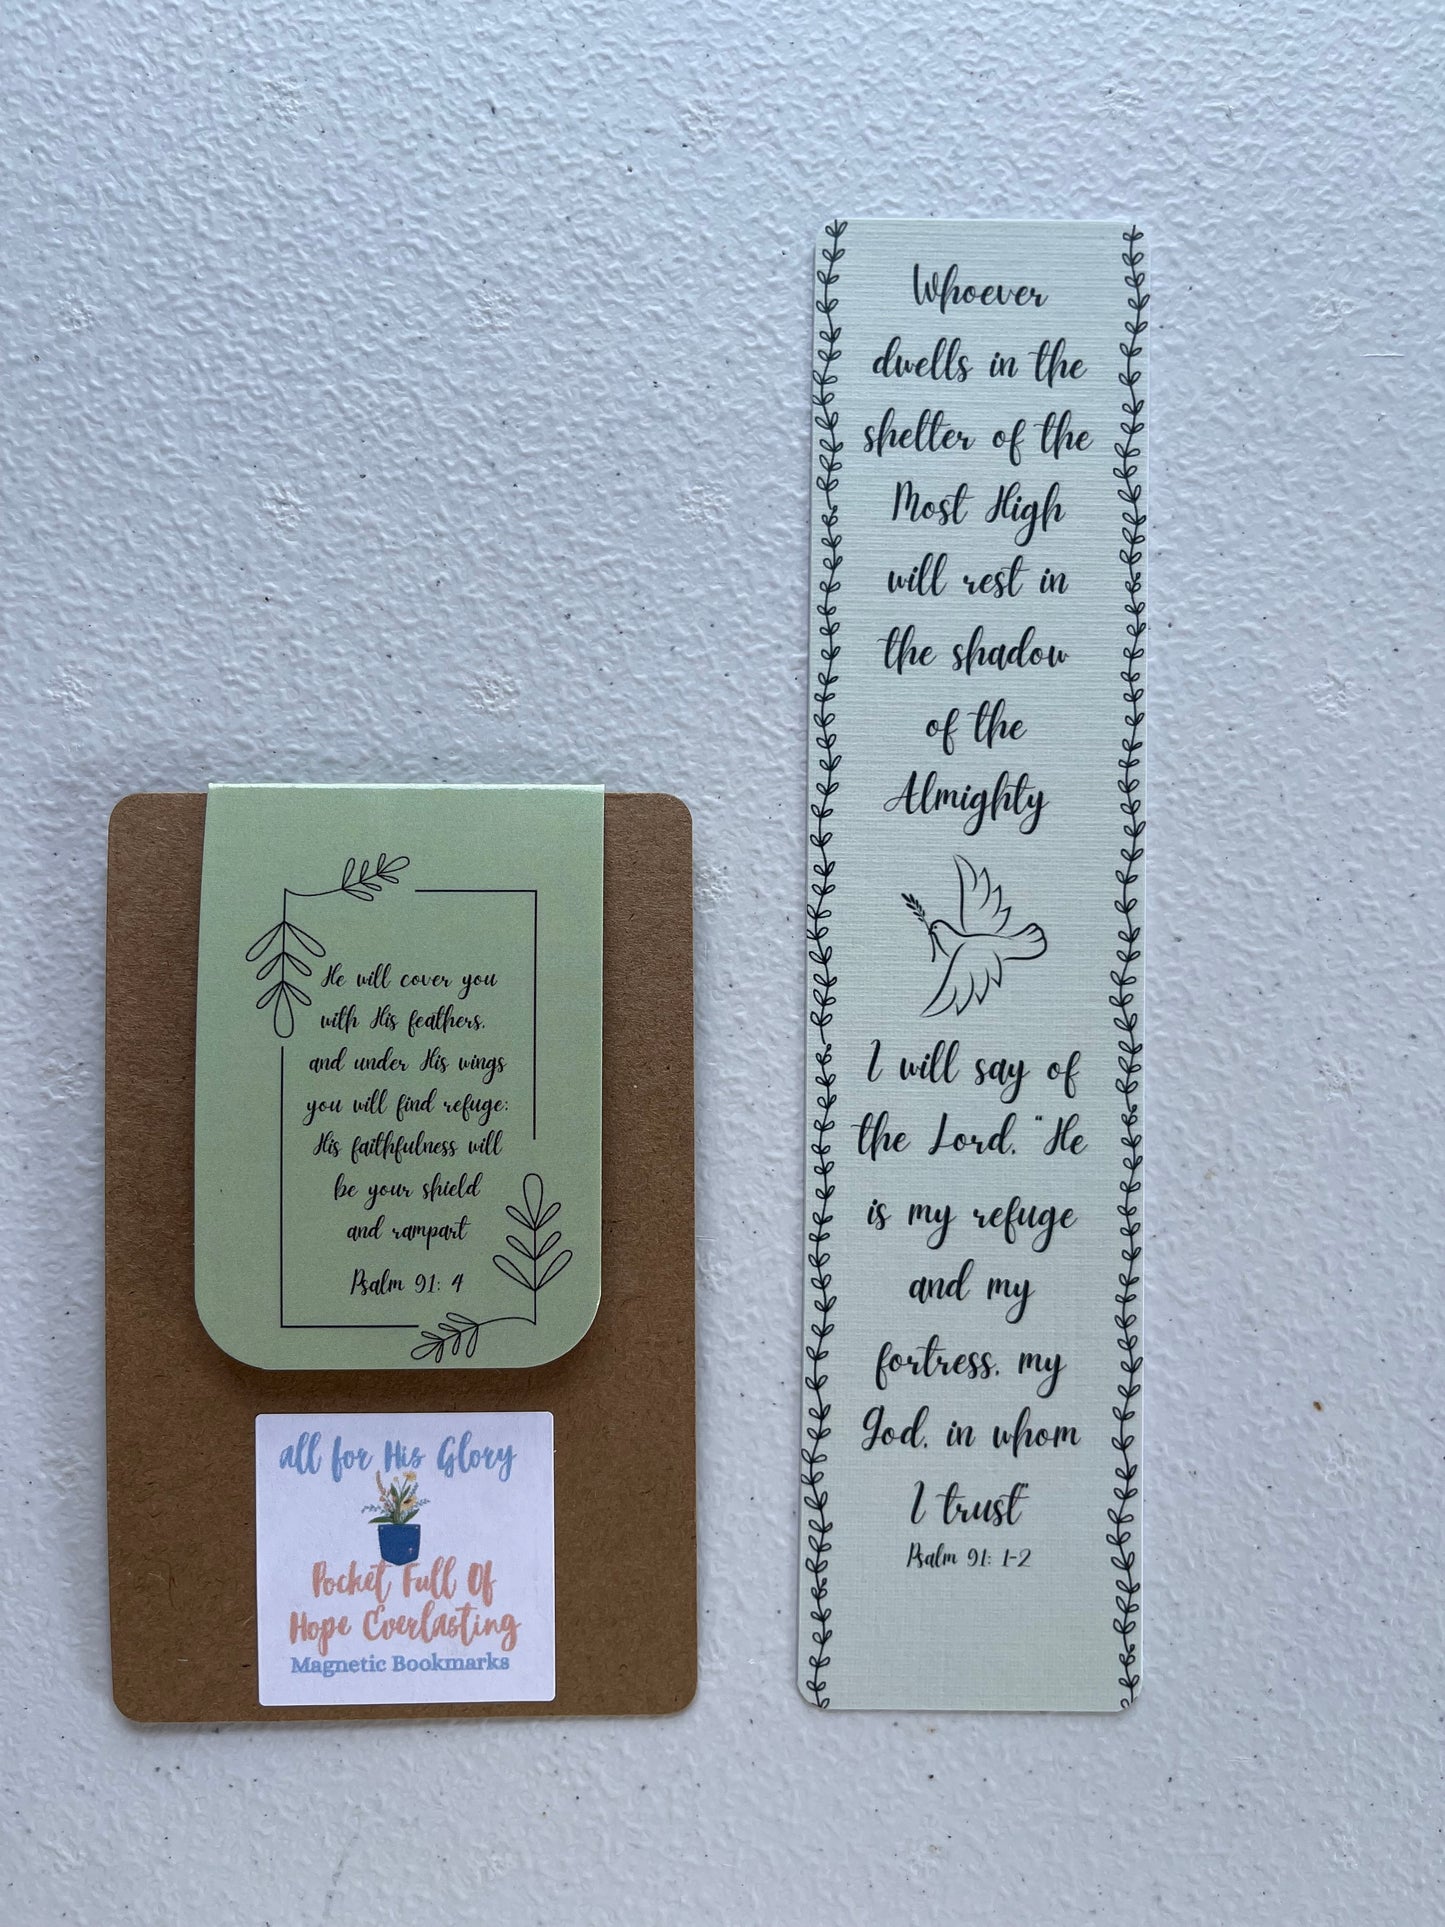 He will cover you
with His feathers,
and under His wings
you will find refuge;
His faithfulness will
be your shield
and rampart
Psalm 91: 4
all for His Glory
Pocket Full Of
Hope Everlasting
Magnetic Bookmarks
Whoever
dwells in the
shelter of the
Most High
will rest in
the shadow
of the
Almighty
I will say of
the Lord, "He
is my refuge
and my
fortress, my
God, in whom
I trust"
Psalm 91: 1-2